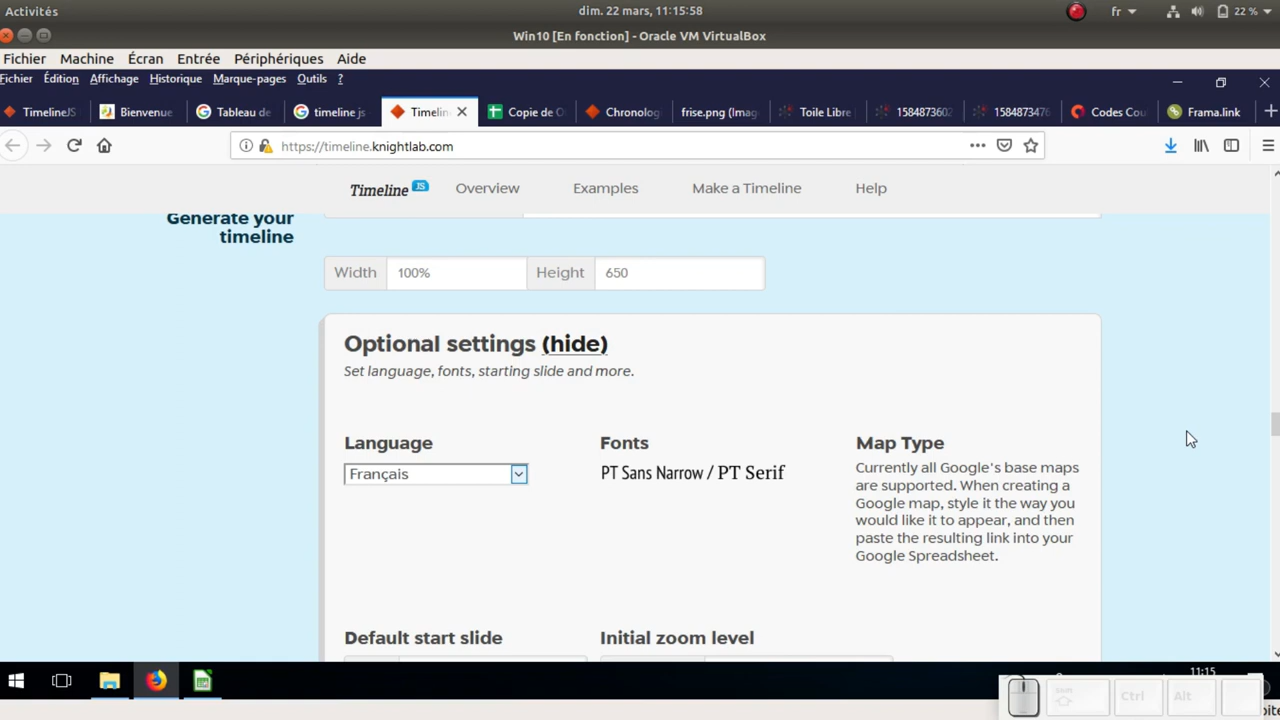 Activités
dim. 22 mars, 11:15:58
fr
22 %
Win10 [En fonction] - Oracle VM VirtualBox
Fichier Machine Écran Entrée Périphériques Aide
Fichier Édition Affichage Historique Marque-pages Outils ?
TimelineJS Bienvenue Tableau de timeline js Timelin Copie de Chronolog frise.png (Imag Toile Libre 1584873602 1584873476 Codes Cou Frama.link
https://timeline.knightlab.com
Timeline JS Overview Examples Make a Timeline Help
Generate your
timeline
Width 100% Height 650
Optional settings (hide)
Set language, fonts, starting slide and more.
Language
Français
Fonts
PT Sans Narrow / PT Serif
Map Type
Currently all Google's base maps
are supported. When creating a
Google map, style it the way you
would like it to appear, and then
paste the resulting link into your
Google Spreadsheet.
Default start slide
Initial zoom level
11:15
Shift
Ctrl
Alt